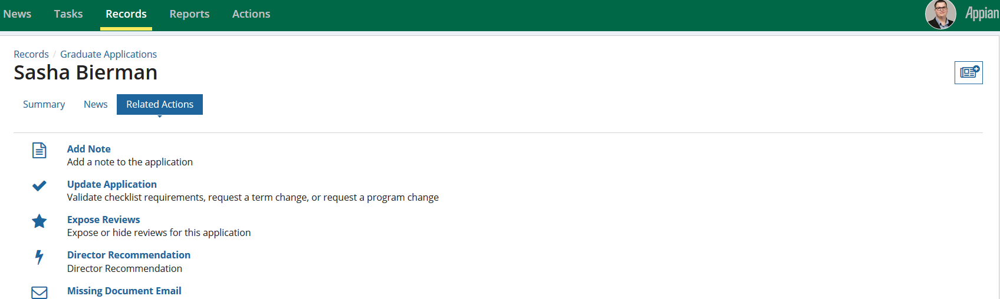 News Tasks Records Reports Actions Appian
Records / Graduate Applications
Sasha Bierman
Summary News Related Actions
Add Note
Add a note to the application
Update Application
Validate checklist requirements, request a term change, or request a program change
Expose Reviews
Expose or hide reviews for this application
Director Recommendation
Director Recommendation
Missing Document Email